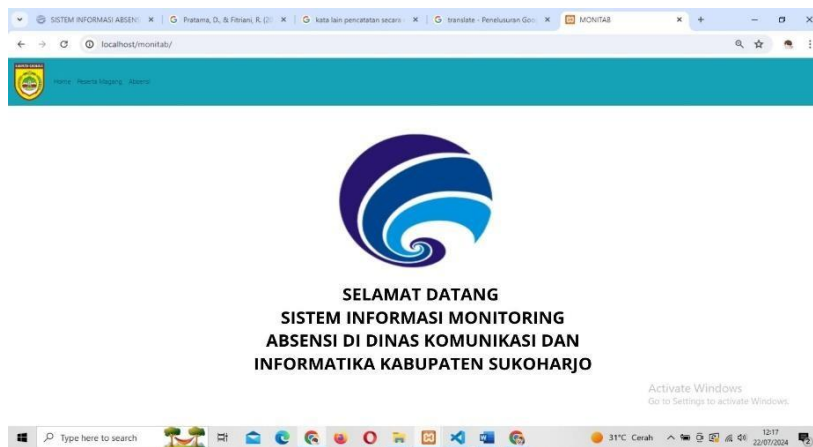 SISTEM INFORMASI ABSEN
Pratama, D., & Fitriani, R. (20
kata lain pencatatan secara
translate - Penelusuran Goo
MONITAB
localhost/monitab/
Home Peserta Magang Absensi
SELAMAT DATANG
SISTEM INFORMASI MONITORING
ABSENSI DI DINAS KOMUNIKASI DAN
INFORMATIKA KABUPATEN SUKOHARJO
Activate Windows
Go to Settings to activate Windows.
Type here to search
31°C Cerah
12:17
22/07/2024